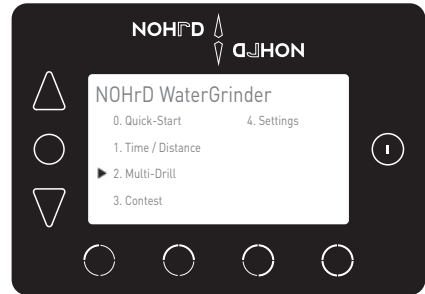 NOHrD
NOHrD
NOHrD WaterGrinder
0. Quick-Start 4. Settings
1. Time / Distance
2. Multi-Drill
3. Contest